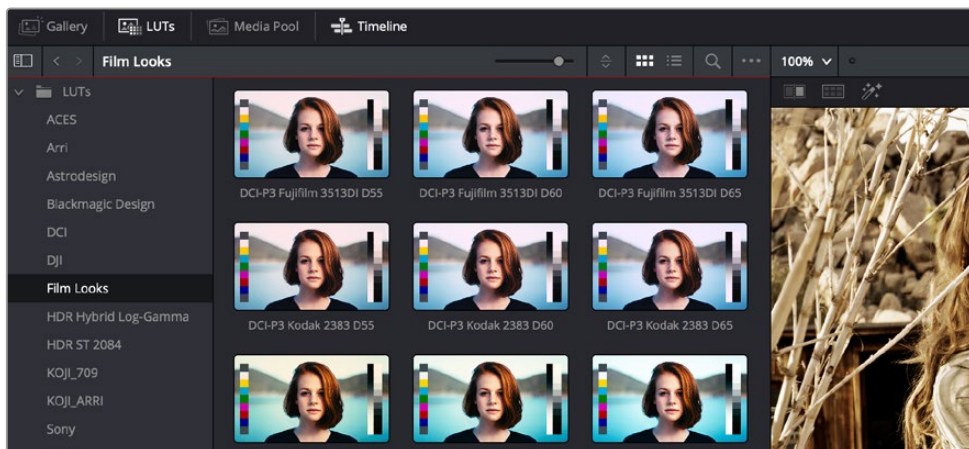 Gallery LUTs Media Pool Timeline
Film Looks 100%
LUTs
ACES
Arri
Astrodesign
Blackmagic Design
DCI
DJI
Film Looks
HDR Hybrid Log-Gamma
HDR ST 2084
KOJI_709
KOJI_ARRI
Sony
DCI-P3 Fujifilm 3513DI D55 DCI-P3 Fujifilm 3513DI D60 DCI-P3 Fujifilm 3513DI D65
DCI-P3 Kodak 2383 D55 DCI-P3 Kodak 2383 D60 DCI-P3 Kodak 2383 D65